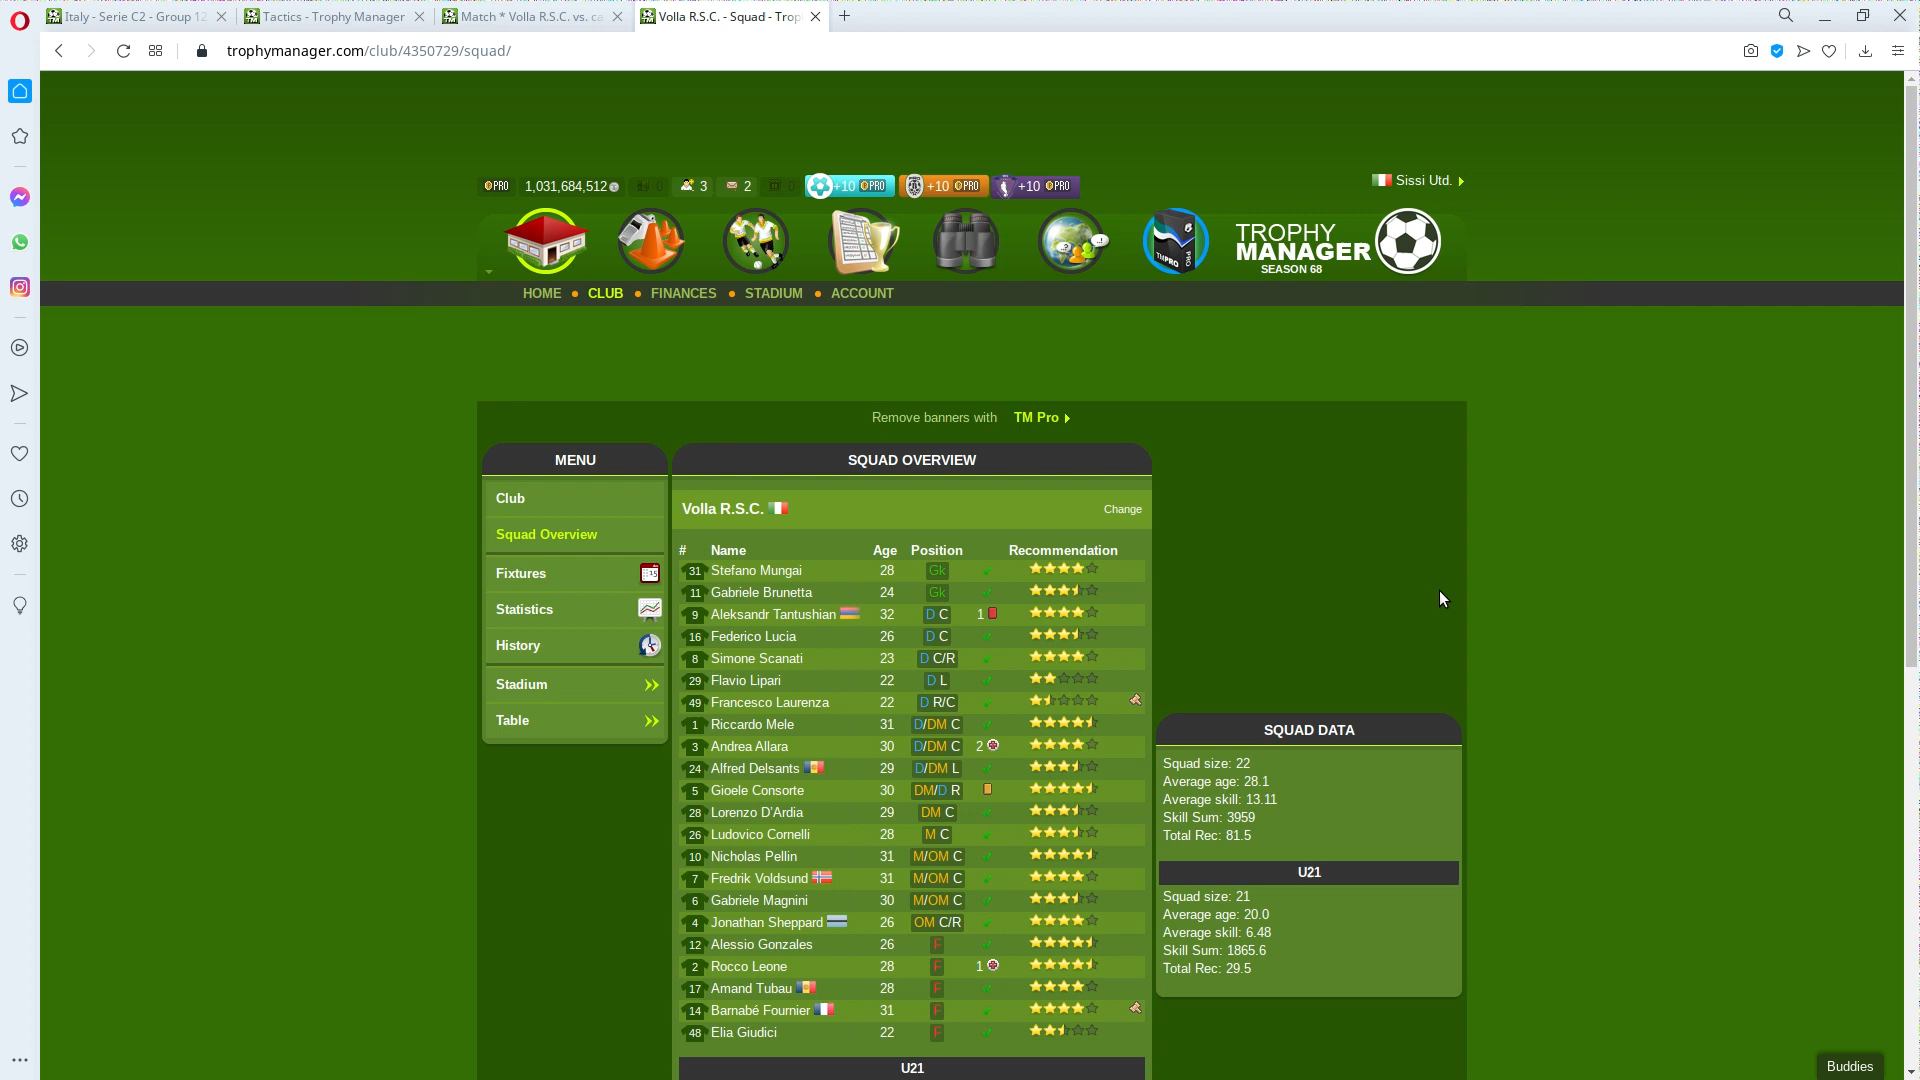 Italy - Serie C2 - Group 12
Tactics - Trophy Manager
Match * Volla R.S.C. vs. ca
Volla R.S.C. - Squad - Trop
trophymanager.com/club/4350729/squad/
PRO 1,031,684,512 0 3 2 0 +10 PRO +10 PRO +10 PRO
Sissi Utd.
TROPHY
MANAGER
SEASON 68
HOME • CLUB • FINANCES • STADIUM • ACCOUNT
Remove banners with TM Pro
MENU
Club
Squad Overview
Fixtures
Statistics
History
Stadium
Table
SQUAD OVERVIEW
Volla R.S.C. Change
# Name Age Position Recommendation
31 Stefano Mungai 28 Gk
11 Gabriele Brunetta 24 Gk
9 Aleksandr Tantushian 32 D C 1
16 Federico Lucia 26 D C
8 Simone Scanati 23 D C/R
29 Flavio Lipari 22 D L
49 Francesco Laurenza 22 D R/C
1 Riccardo Mele 31 D/DM C
3 Andrea Allara 30 D/DM C 2
24 Alfred Delsants 29 D/DM L
5 Gioele Consorte 30 DM/D R
28 Lorenzo D'Ardia 29 DM C
26 Ludovico Cornelli 28 M C
10 Nicholas Pellin 31 M/OM C
7 Fredrik Voldsund 31 M/OM C
6 Gabriele Magnini 30 M/OM C
4 Jonathan Sheppard 26 OM C/R
12 Alessio Gonzales 26 F
2 Rocco Leone 28 F 1
17 Amand Tubau 28 F
14 Barnabé Fournier 31 F
48 Elia Giudici 22 F
U21
SQUAD DATA
Squad size: 22
Average age: 28.1
Average skill: 13.11
Skill Sum: 3959
Total Rec: 81.5
U21
Squad size: 21
Average age: 20.0
Average skill: 6.48
Skill Sum: 1865.6
Total Rec: 29.5
Buddies